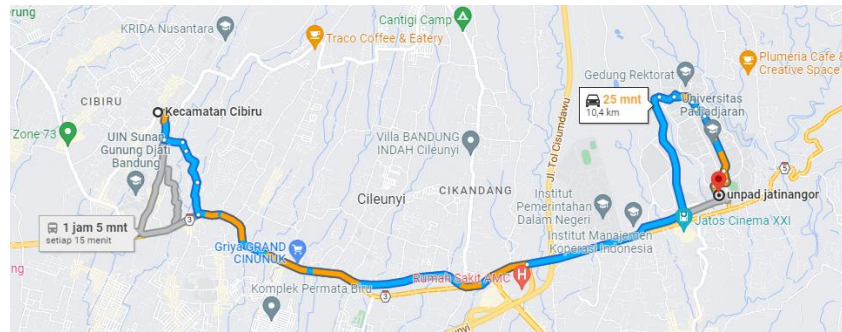 KRIDA Nusantara
Cantigi Camp
Traco Coffee & Eatery
Plumeria Cafe &
Creative Space
Gedung Rektorat
25 mnt
10,4 km
Universitas
Padjadjaran
CIBIRU
Kecamatan Cibiru
Zone 73
UIN Sunan
Gunung Djati
Bandung
Villa BANDUNG
INDAH Cileunyi
Jl. Tol Cisumdawu
5
unpad jatinangor
Cileunyi
CIKANDANG
Institut
Pemerintahan
Dalam Negeri
1 jam 5 mnt
setiap 15 menit
3
Jatos Cinema XXI
Institut Manajemen
Koperasi Indonesia
Griya GRAND
CINUNUK
Rumah Sakit AMC
H
Komplek Permata Biru
3